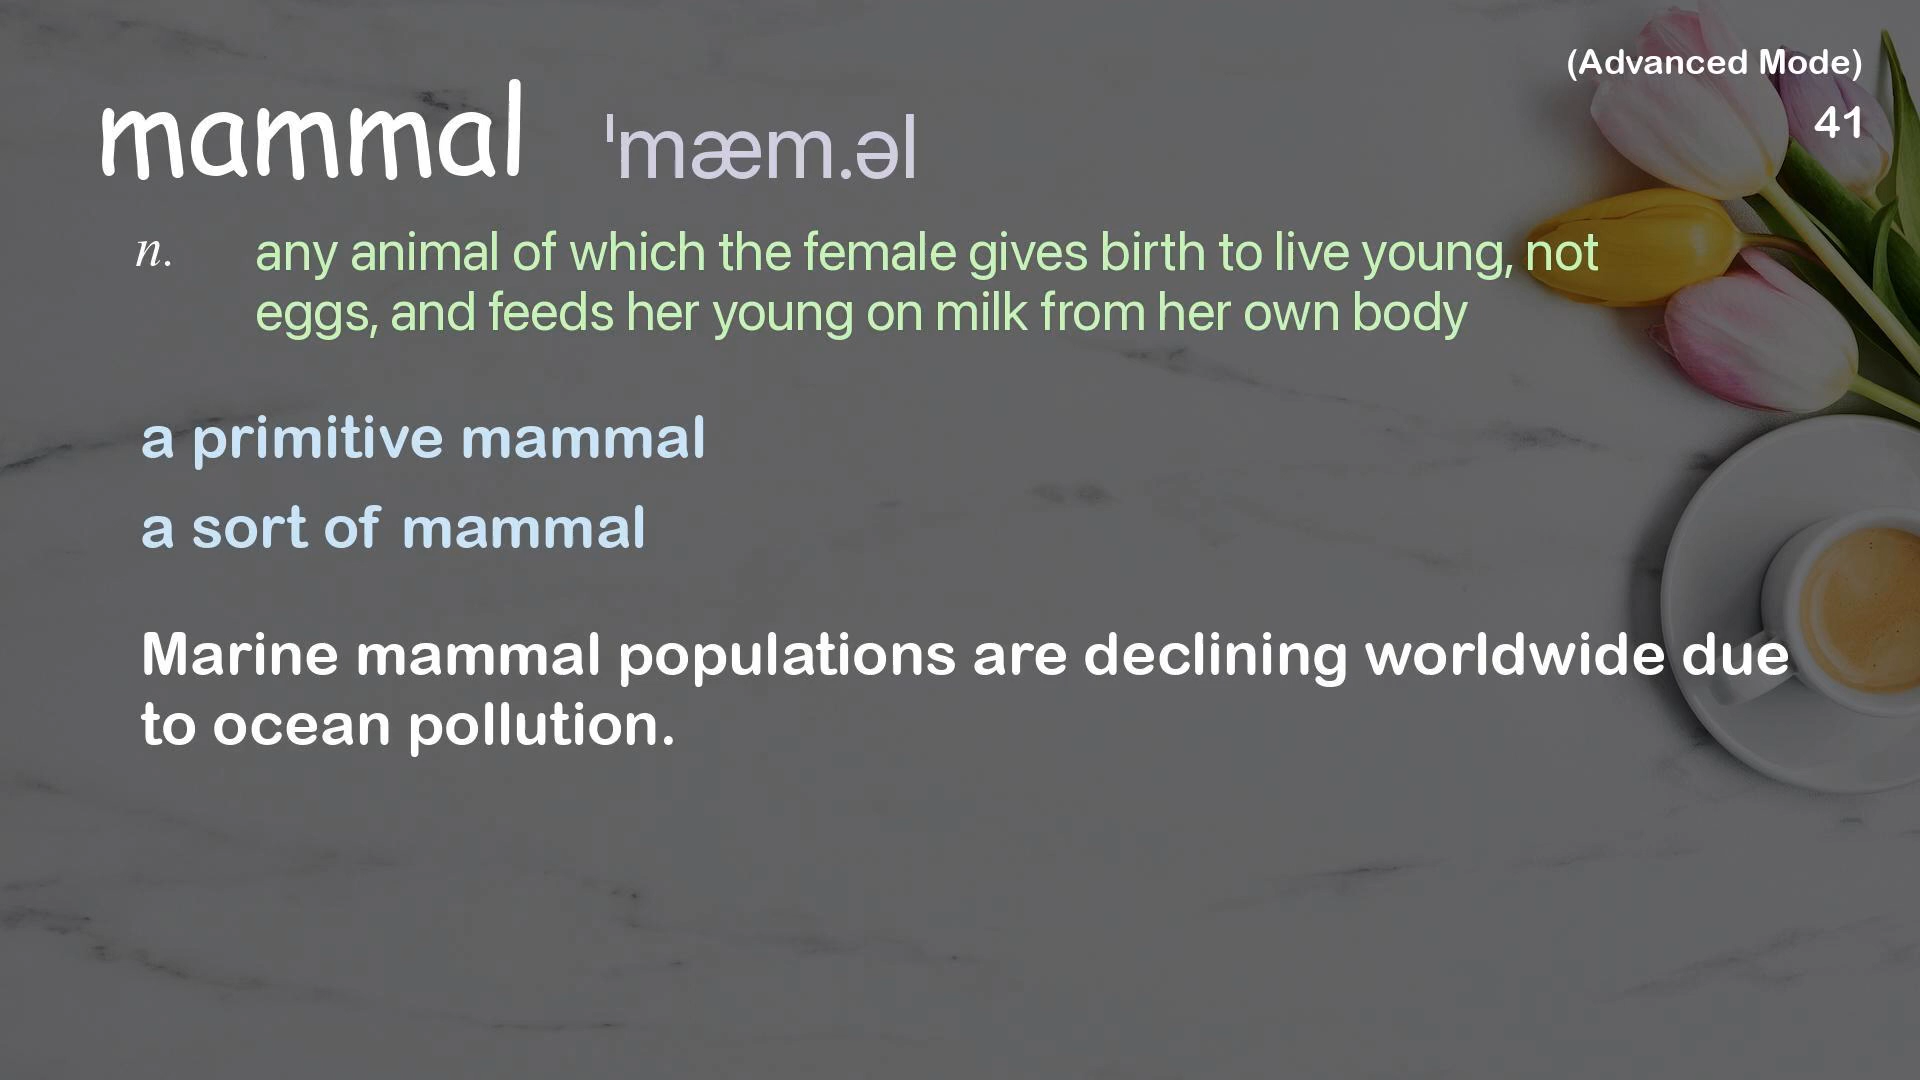 (Advanced Mode)
41
mammal ˈmæm.əl
n. any animal of which the female gives birth to live young, not
eggs, and feeds her young on milk from her own body
a primitive mammal
a sort of mammal
Marine mammal populations are declining worldwide due
to ocean pollution.